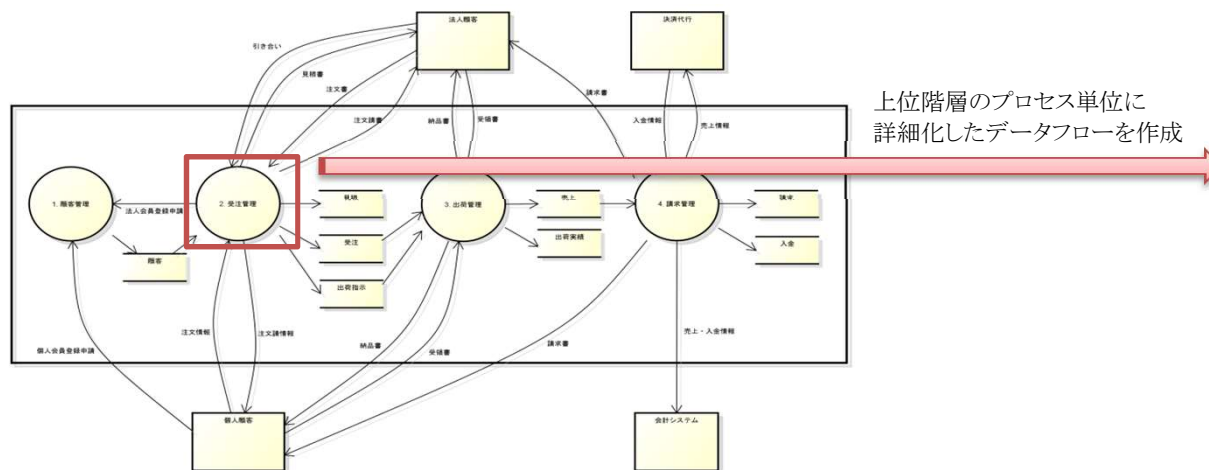 法人顧客
決済代行
引き合い
見積書
注文書
注文請書
納品書
受領書
請求書
入金情報
売上情報
上位階層のプロセス単位に
詳細化したデータフローを作成
1. 顧客管理
法人会員登録申請
2. 受注管理
見積
受注
出荷指示
3. 出荷管理
売上
出荷実績
4. 請求管理
請求
入金
顧客
個人会員登録申請
注文情報
注文請情報
納品書
受領書
請求書
売上・入金情報
個人顧客
会計システム